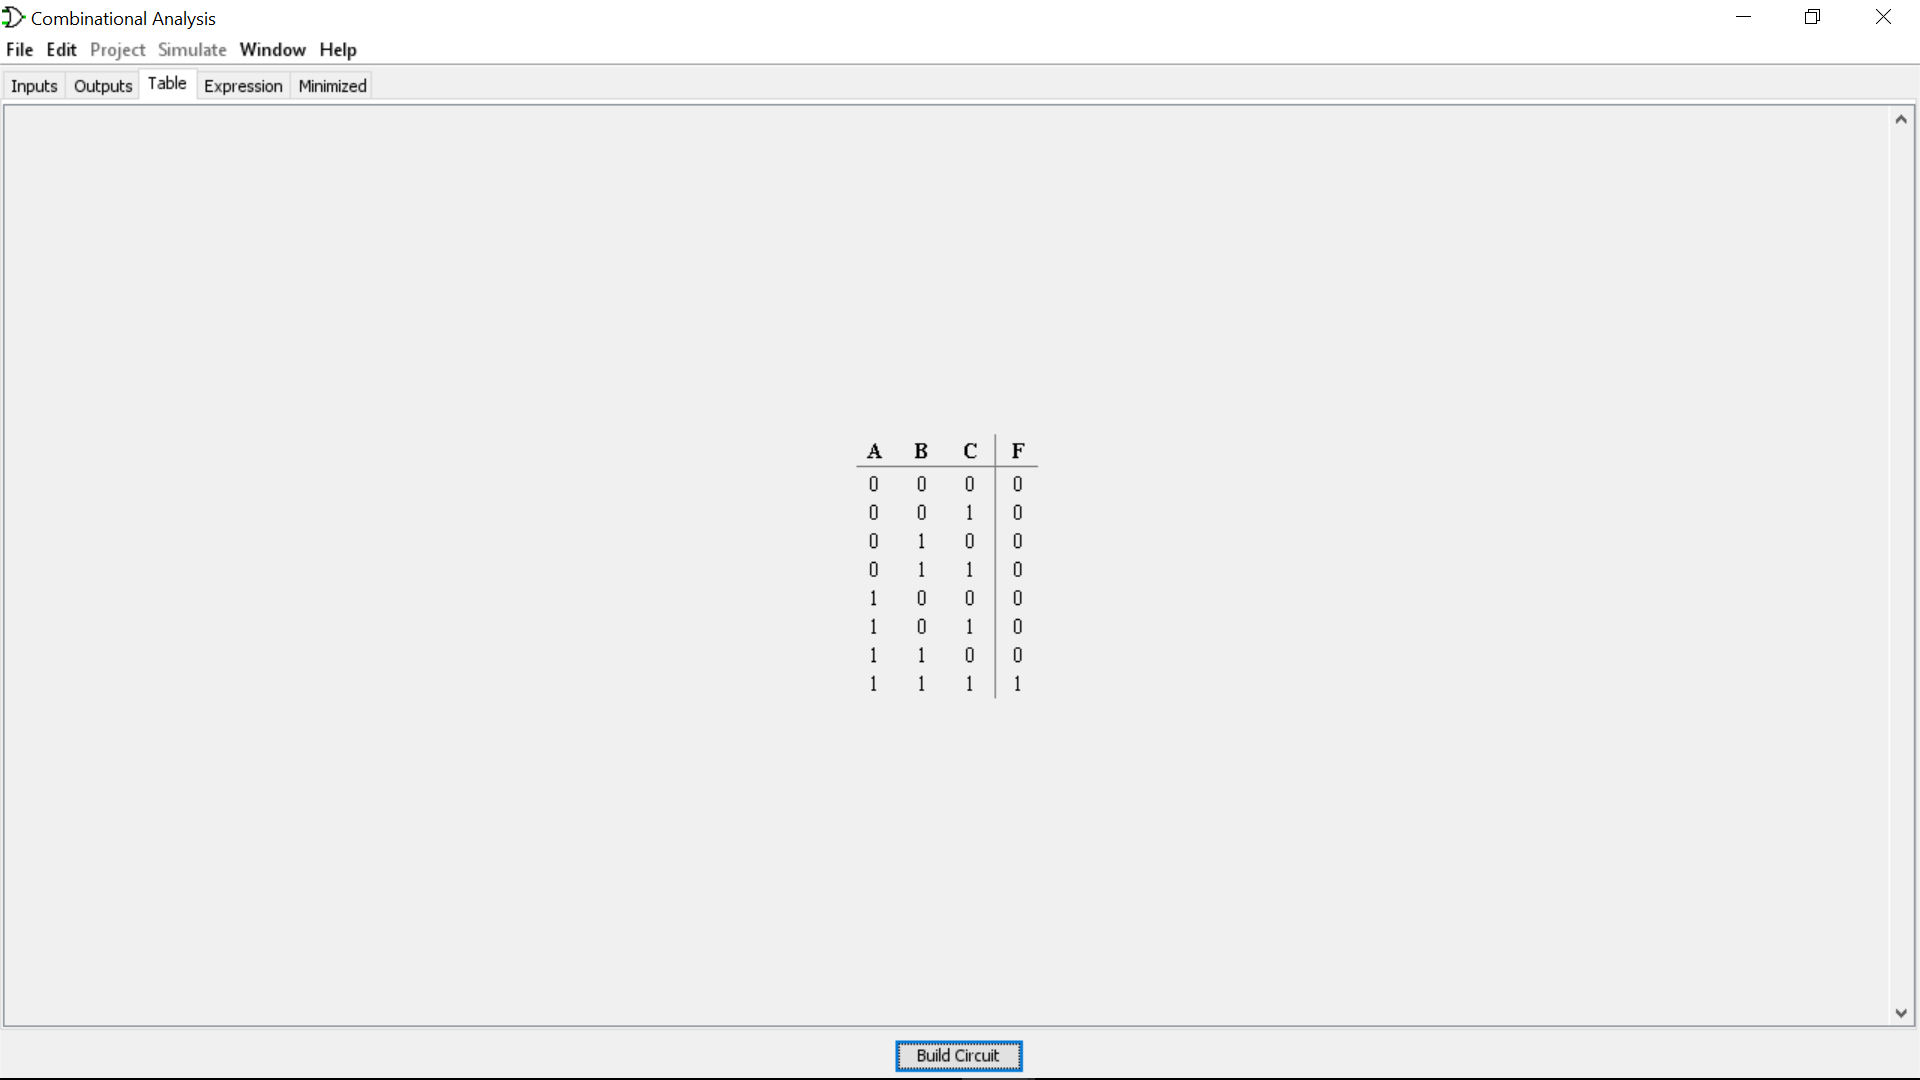 Combinational Analysis
File Edit Project Simulate Window Help
Inputs Outputs Table Expression Minimized
A B C F
0 0 0 0
0 0 1 0
0 1 0 0
0 1 1 0
1 0 0 0
1 0 1 0
1 1 0 0
1 1 1 1
Build Circuit